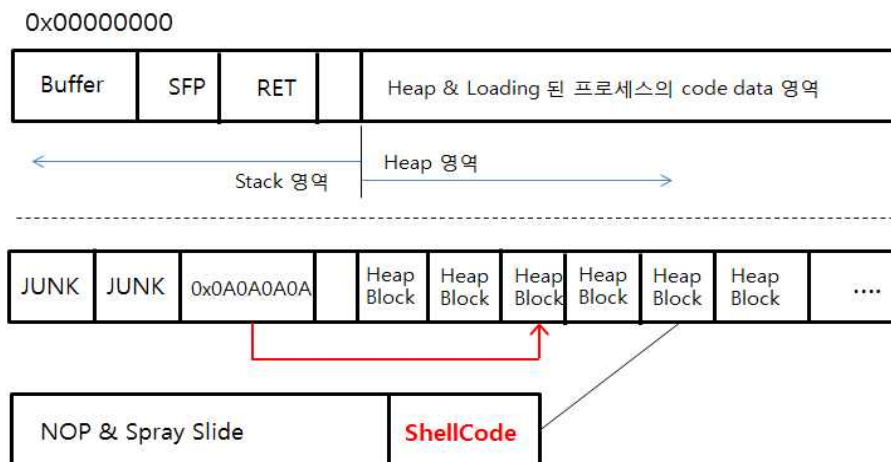 0x00000000
Buffer SFP RET Heap & Loading 된 프로세스의 code data 영역
Heap 영역
Stack 영역
JUNK JUNK 0x0A0A0A0A Heap Block Heap Block Heap Block Heap Block Heap Block Heap Block ....
NOP & Spray Slide ShellCode